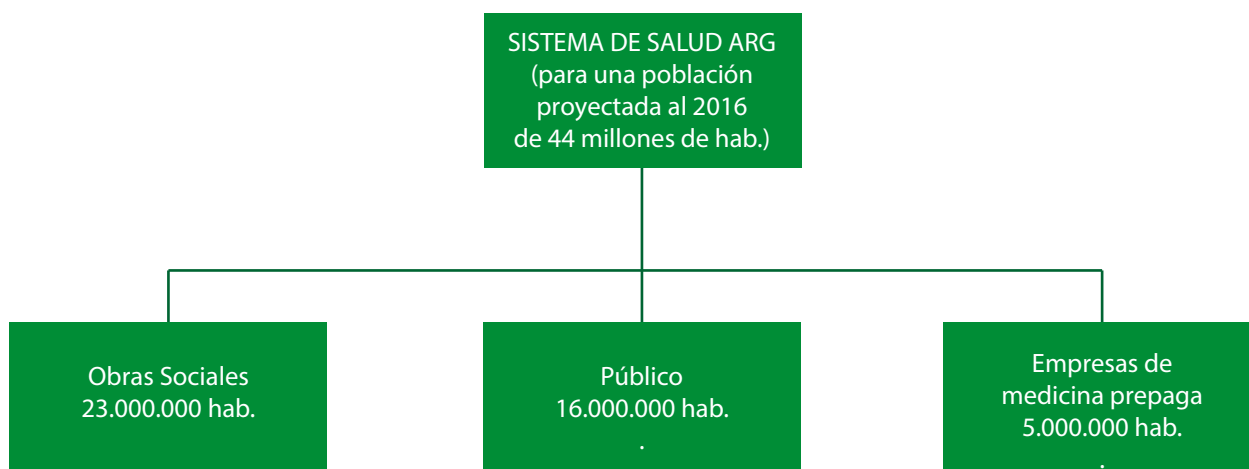 SISTEMA DE SALUD ARG
(para una población
proyectada al 2016
de 44 millones de hab.)
Obras Sociales
23.000.000 hab.
Público
16.000.000 hab.
.
Empresas de
medicina prepaga
5.000.000 hab.
.